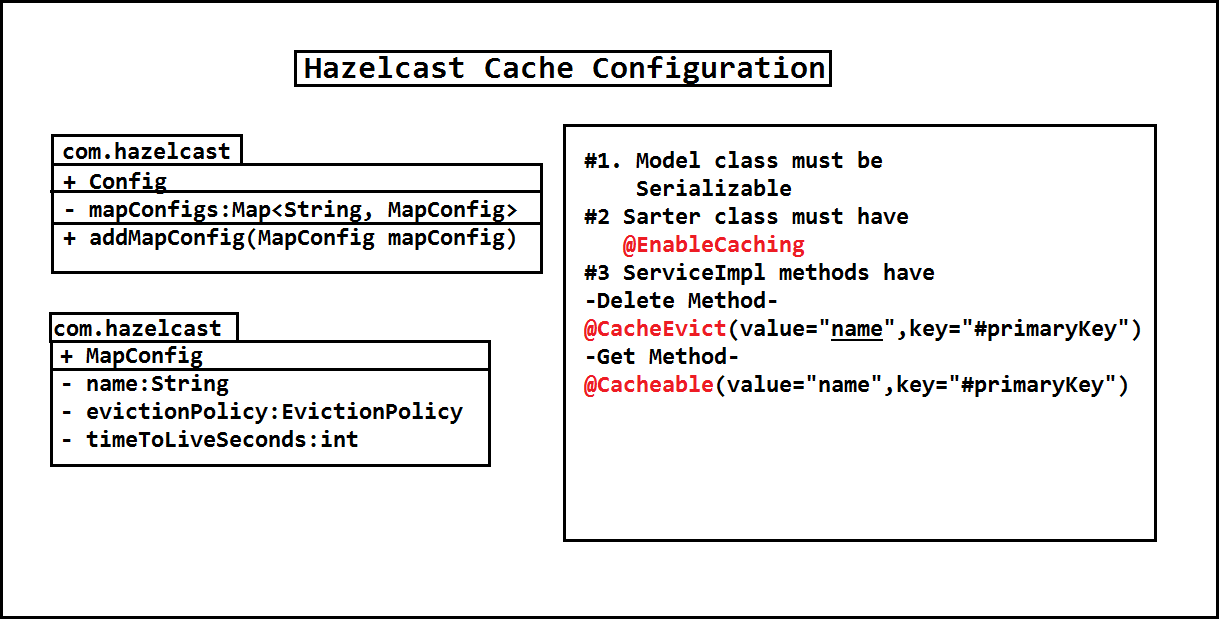 Hazelcast Cache Configuration
com.hazelcast
+ Config
- mapConfigs:Map<String, MapConfig>
+ addMapConfig(MapConfig mapConfig)
com.hazelcast
+ MapConfig
- name:String
- evictionPolicy:EvictionPolicy
- timeToLiveSeconds:int
#1. Model class must be
Serializable
#2 Sarter class must have
@EnableCaching
#3 ServiceImpl methods have
-Delete Method-
@CacheEvict(value="name",key="#primaryKey")
-Get Method-
@Cacheable(value="name",key="#primaryKey")